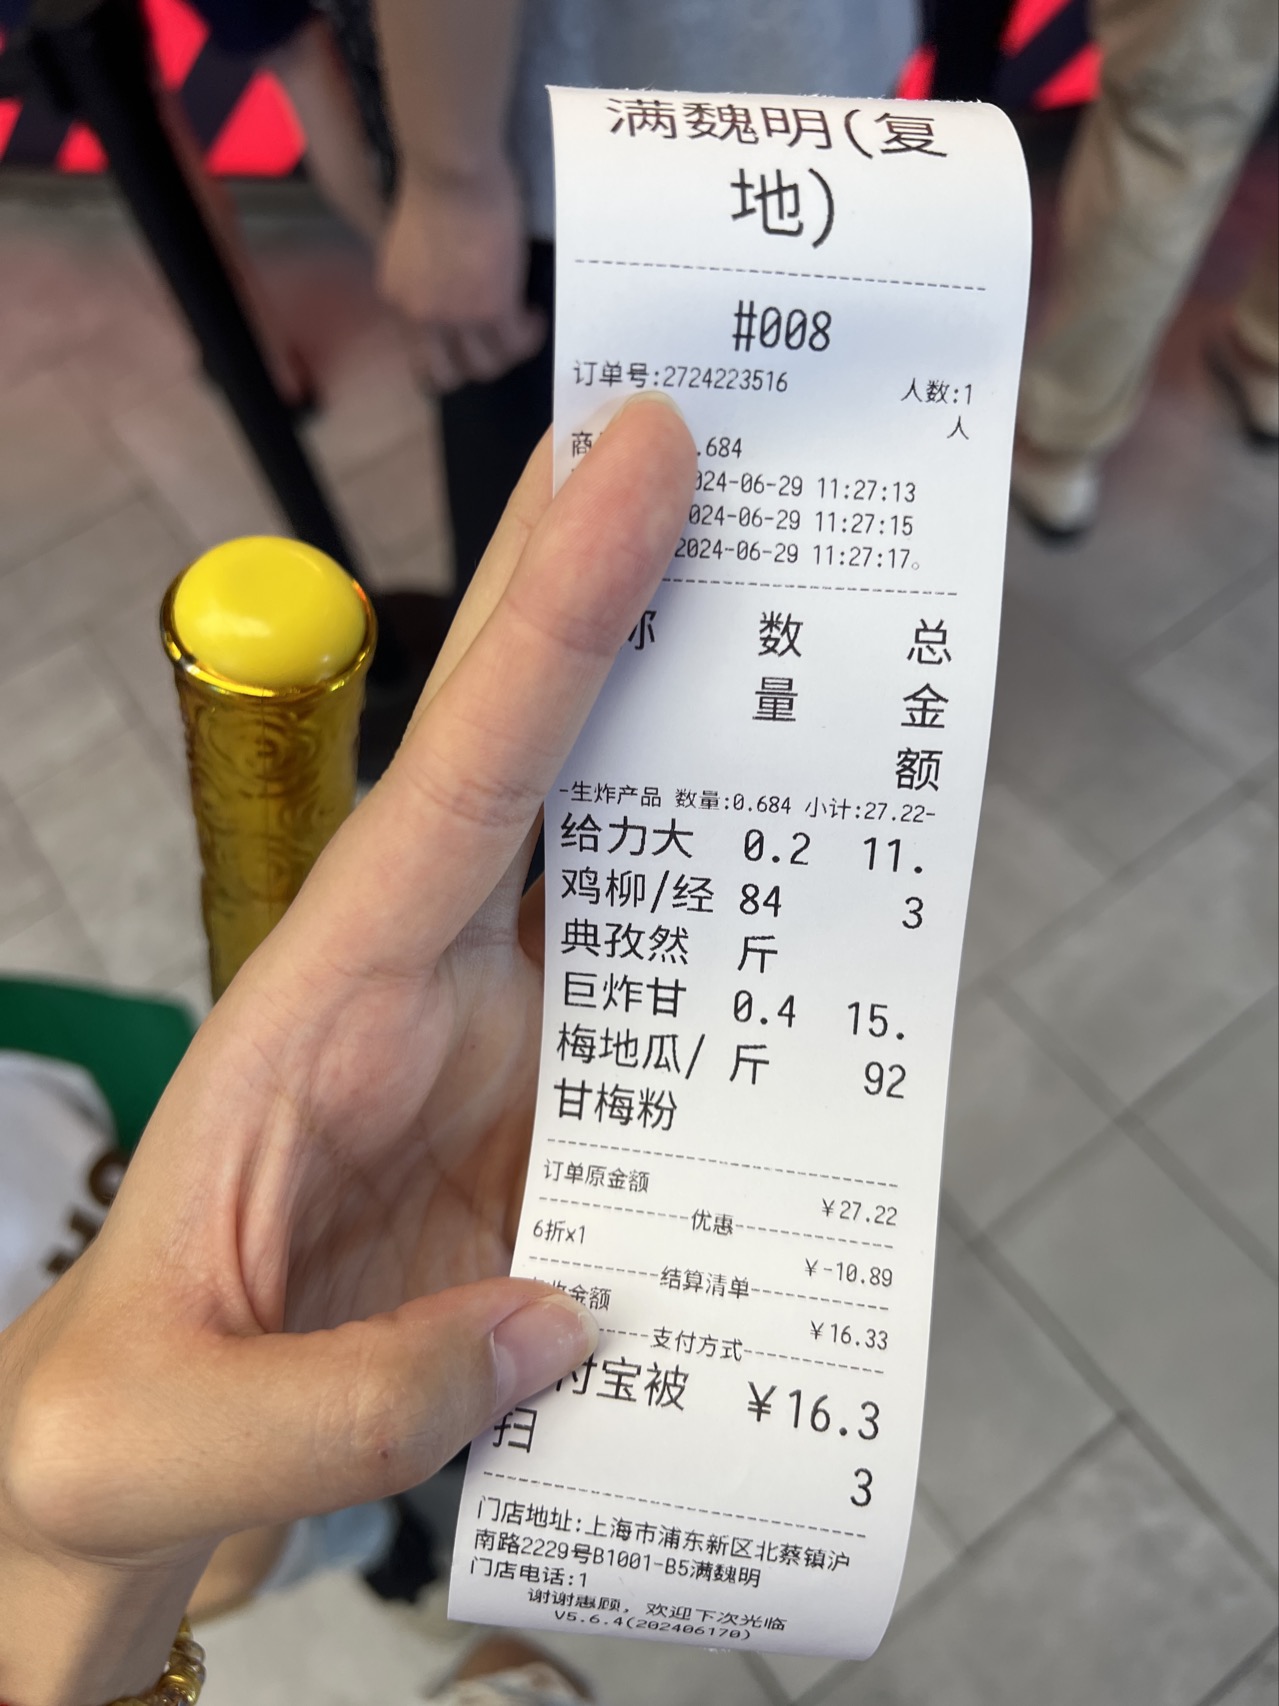 满魏明(复
地)
#008
订单号:2724223516 人数:1
人
商 .684
024-06-29 11:27:13
024-06-29 11:27:15
2024-06-29 11:27:17。
称 数 总
量 金
额
-生炸产品 数量:0.684 小计:27.22-
给力大 0.2 11.
鸡柳/经 84 3
典孜然 斤
巨炸甘 0.4 15.
梅地瓜/ 斤 92
甘梅粉
订单原金额 ¥27.22
优惠
6折x1 ¥-10.89
结算清单
收金额 ¥16.33
支付方式
付宝被 ¥16.3
扫 3
门店地址:上海市浦东新区北蔡镇沪
南路2229号B1001-B5满魏明
门店电话:1
谢谢惠顾，欢迎下次光临
V5.6.4(202406170)